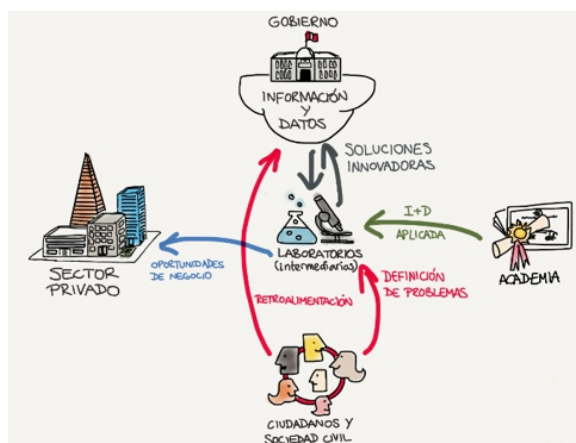 GOBIERNO
INFORMACIÓN
Y
DATOS
SOLUCIONES
INNOVADORAS
I+D
APLICADA
LABORATORIOS
(intermediarios)
SECTOR
PRIVADO
OPORTUNIDADES
DE NEGOCIO
ACADEMIA
DEFINICIÓN
DE PROBLEMAS
RETROALIMENTACIÓN
CIUDADANOS Y
SOCIEDAD CIVIL